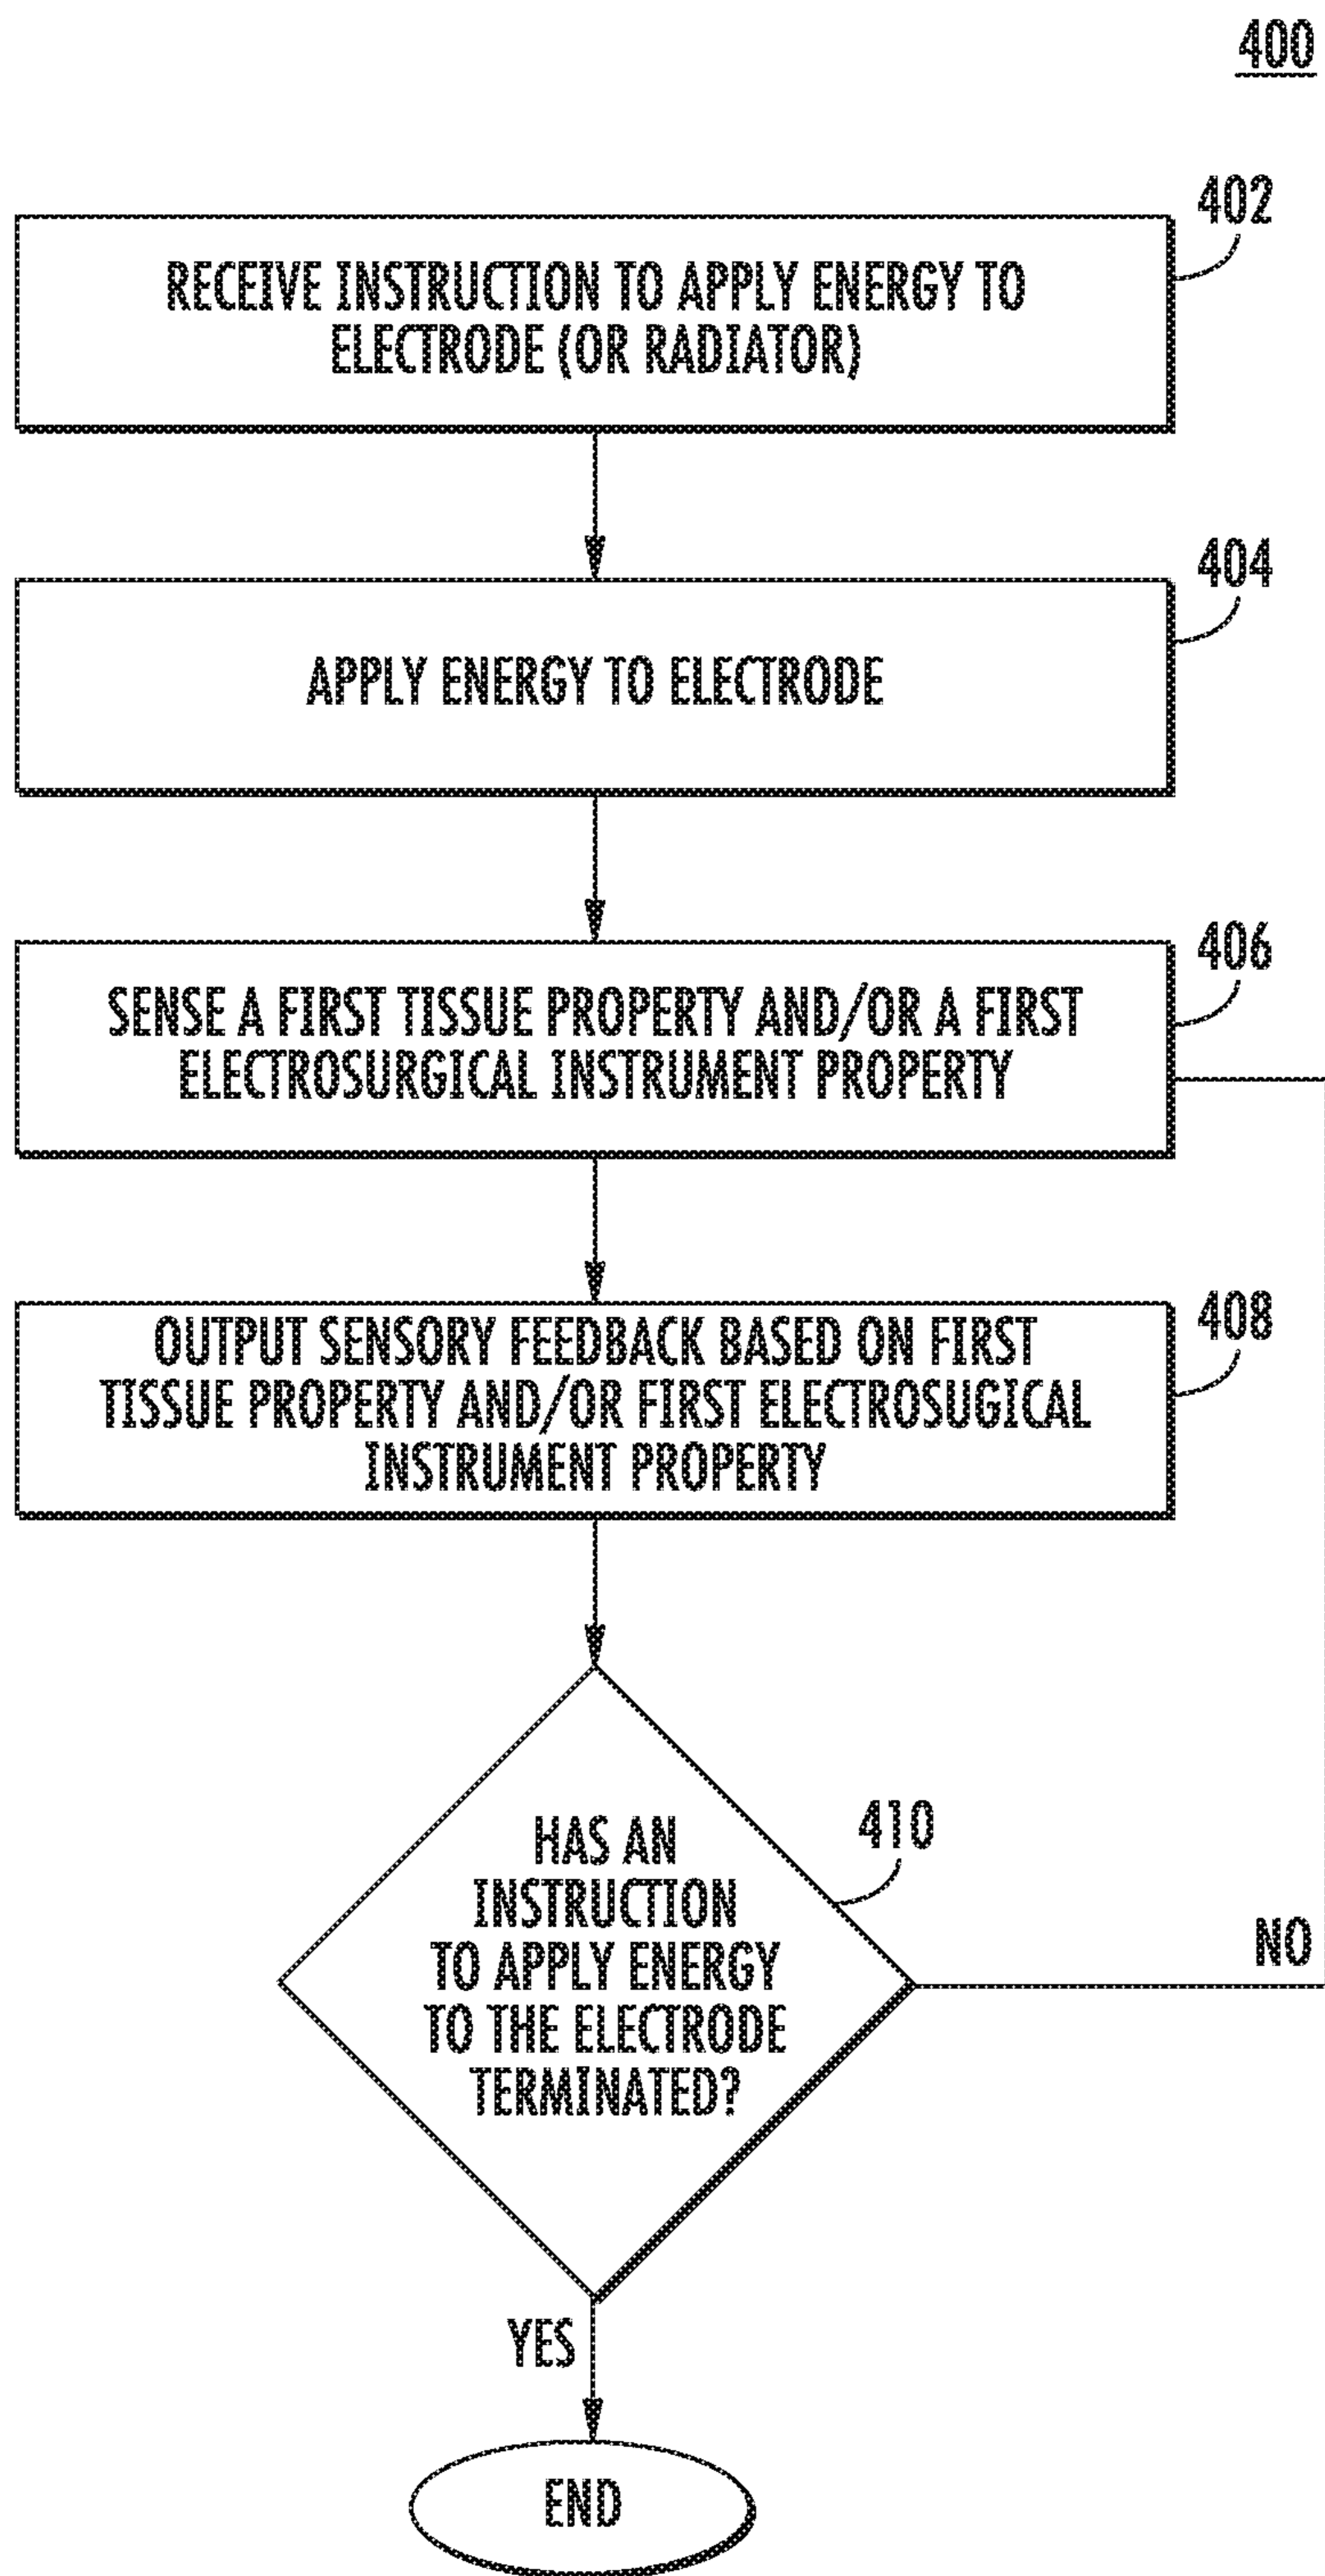 400
402
RECEIVE INSTRUCTION TO APPLY ENERGY TO
ELECTRODE (OR RADIATOR)
404
APPLY ENERGY TO ELECTRODE
406
SENSE A FIRST TISSUE PROPERTY AND/OR A FIRST
ELECTROSURGICAL INSTRUMENT PROPERTY
408
OUTPUT SENSORY FEEDBACK BASED ON FIRST
TISSUE PROPERTY AND/OR FIRST ELECTROSUGICAL
INSTRUMENT PROPERTY
410
HAS AN
INSTRUCTION
TO APPLY ENERGY
TO THE ELECTRODE
TERMINATED?
NO
YES
END